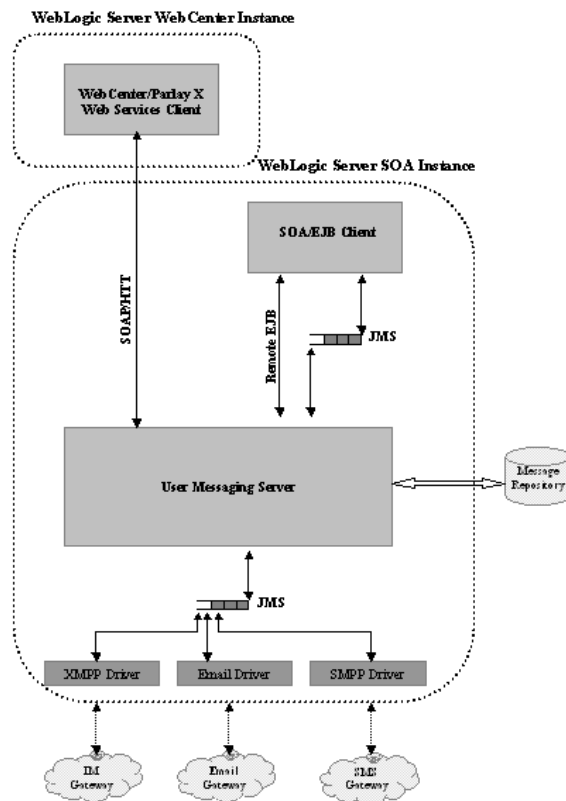 WebLogic Server WebCenter Instance
WebCenter/Parlay X
Web Services Client
WebLogic Server SOA Instance
SOA/EJB Client
SOAP/HTT
Remote EJB
JMS
User Messaging Server
Message
Repository
JMS
XMPP Driver
Email Driver
SMPP Driver
IM
Gateway
Email
Gateway
SMS
Gateway